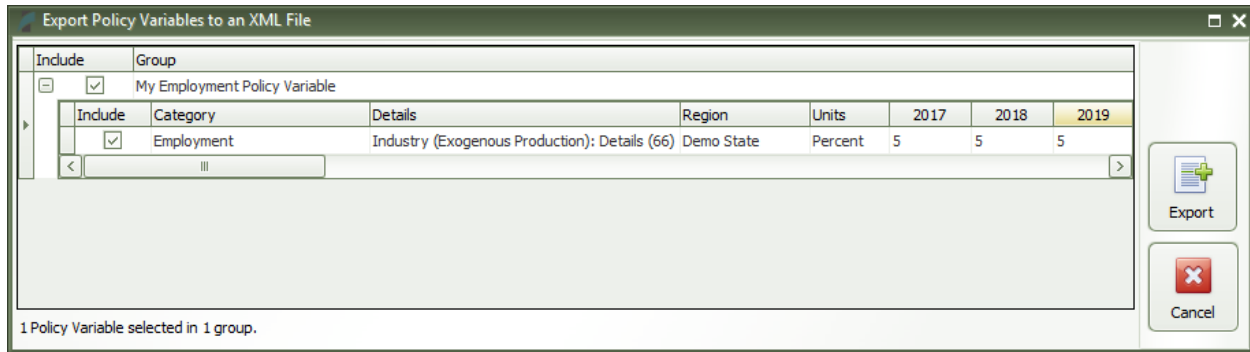 Export Policy Variables to an XML File
Include Group
My Employment Policy Variable
Include Category Details Region Units 2017 2018 2019
Employment Industry (Exogenous Production): Details (66) Demo State Percent 5 5 5
Export
Cancel
1 Policy Variable selected in 1 group.